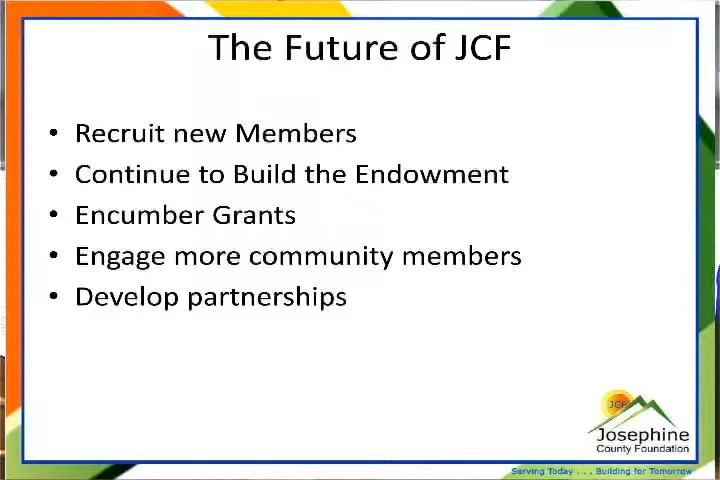 The Future of JCF
• Recruit new Members
• Continue to Build the Endowment
• Encumber Grants
• Engage more community members
• Develop partnerships
JCF
Josephine
County Foundation
Serving Today . . . Building for Tomorrow